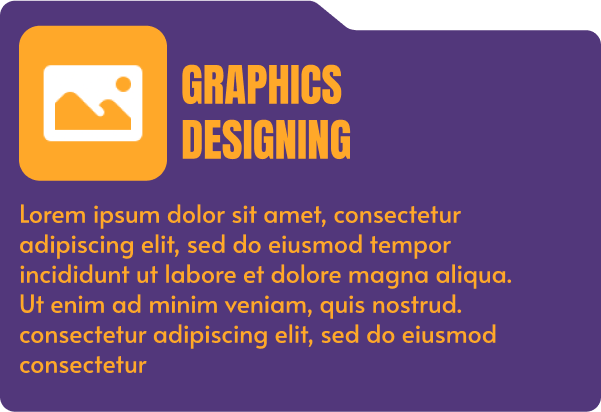 GRAPHICS
DESIGNING
Lorem ipsum dolor sit amet, consectetur
adipiscing elit, sed do eiusmod tempor
incididunt ut labore et dolore magna aliqua.
Ut enim ad minim veniam, quis nostrud.
consectetur adipiscing elit, sed do eiusmod
consectetur